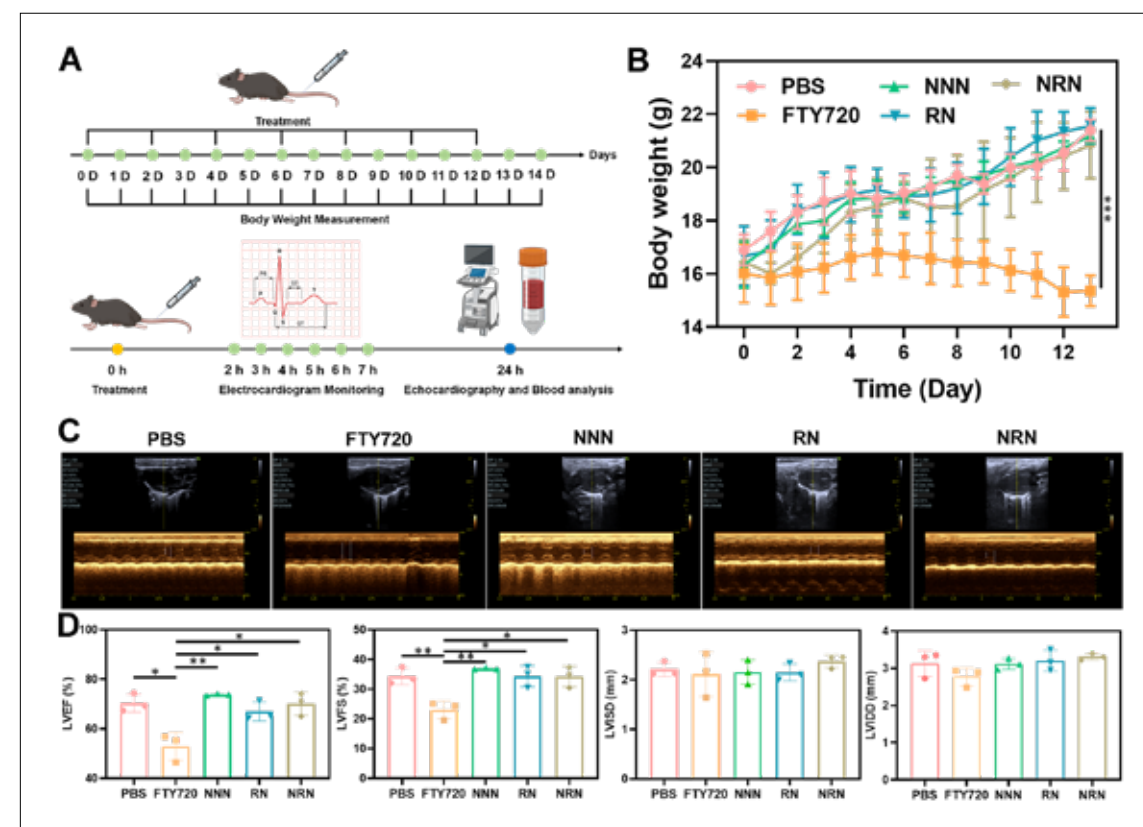 A
Treatment
Days
0 D 1 D 2 D 3 D 4 D 5 D 6 D 7 D 8 D 9 D 10 D 11 D 12 D 13 D 14 D
Body Weight Measurement
0 h 2 h 3 h 4 h 5 h 6 h 7 h 24 h
Treatment Electrocardiogram Monitoring Echocardiography and Blood analysis
B
Body weight (g)
24
22
20
18
16
14
PBS NNN NRN
FTY720 RN
***
0 2 4 6 8 10 12
Time (Day)
C
PBS FTY720 NNN RN NRN
D
LVEF (%)
100
80
60
40
*
*
**
*
PBS FTY720 NNN RN NRN
LVFS (%)
50
40
30
20
10
0
*
**
*
**
PBS FTY720 NNN RN NRN
LVISD (mm)
3
2
1
0
PBS FTY720 NNN RN NRN
LVIDD (mm)
4
3
2
1
0
PBS FTY720 NNN RN NRN